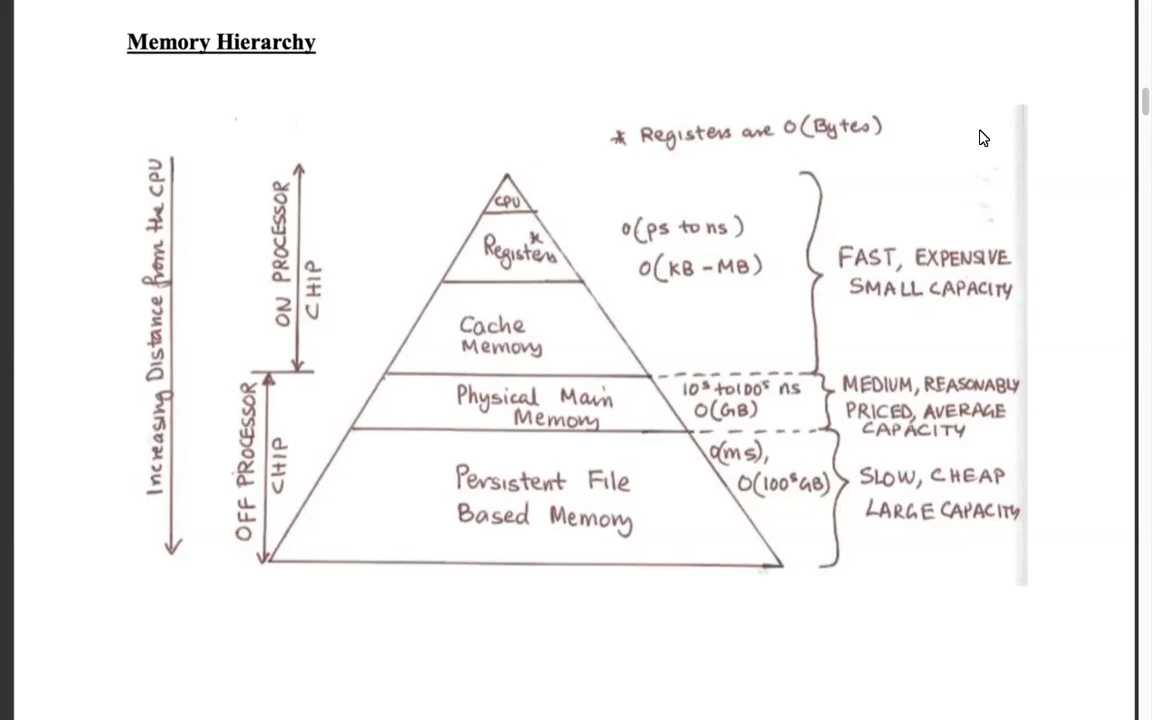 Memory Hierarchy
* Registers are O(Bytes)
Increasing Distance from the CPU
ON PROCESSOR
CHIP
OFF PROCESSOR
CHIP
CPU
Registers *
Cache
Memory
Physical Main
Memory
Persistent File
Based Memory
O(ps to ns)
O(KB - MB)
10s to 100s ns
O(GB)
O(ms),
O(100s GB)
FAST, EXPENSIVE
SMALL CAPACITY
MEDIUM, REASONABLY
PRICED, AVERAGE
CAPACITY
SLOW, CHEAP
LARGE CAPACITY